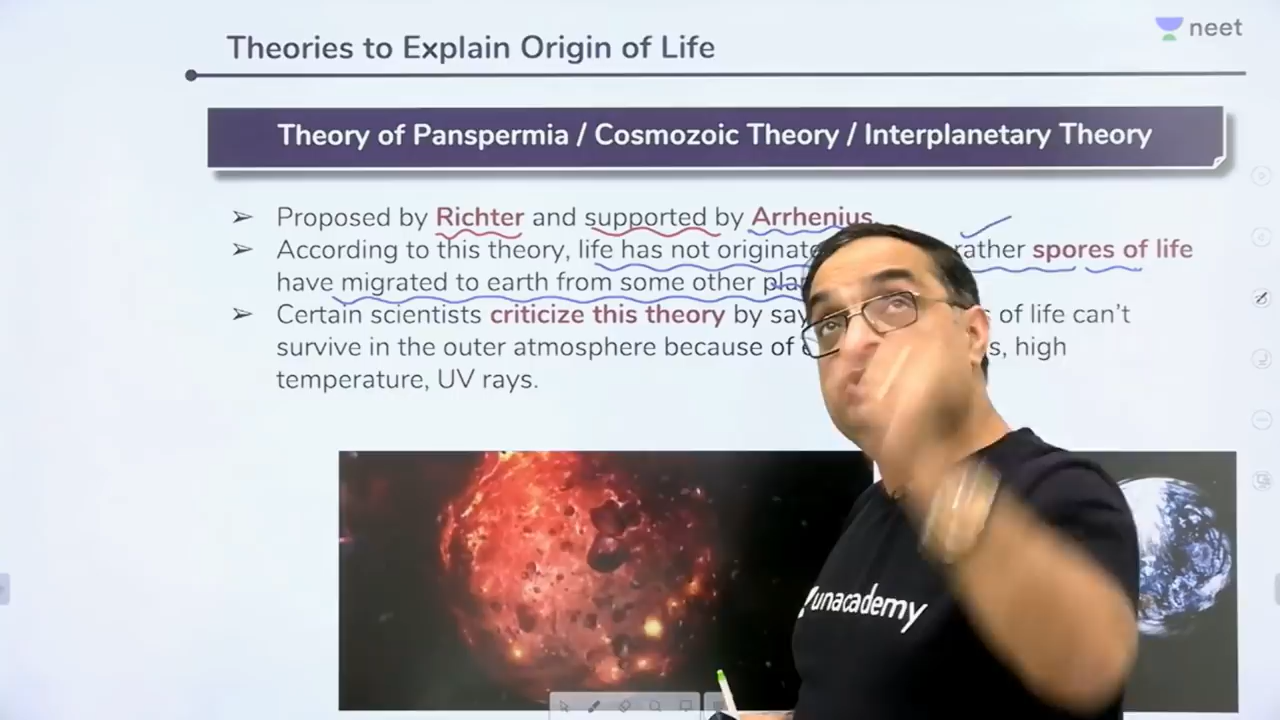 neet
Theories to Explain Origin of Life
Theory of Panspermia / Cosmozoic Theory / Interplanetary Theory
➢ Proposed by Richter and supported by Arrhenius.
➢ According to this theory, life has not rather spores of life
have migrated to earth from some other
➢ Certain scientists criticize this theory by of life can't
survive in the outer atmosphere because of high
temperature, UV rays.
unacademy